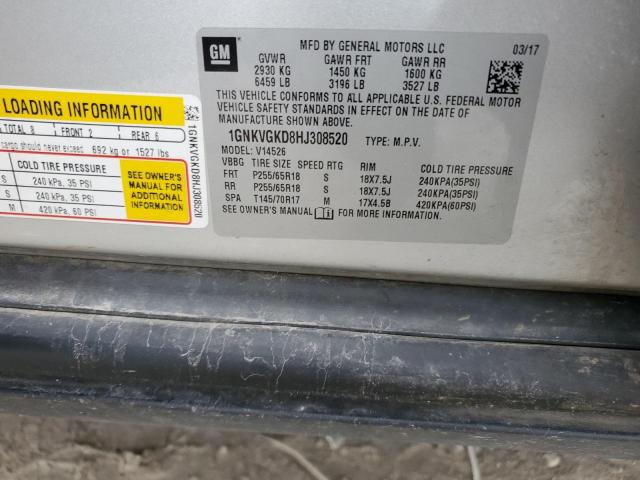 GM
MFD BY GENERAL MOTORS LLC 03/17
GVWR GAWR FRT GAWR RR
2930 KG 1450 KG 1600 KG
6459 LB 3196 LB 3527 LB
THIS VEHICLE CONFORMS TO ALL APPLICABLE U.S. FEDERAL MOTOR
VEHICLE SAFETY STANDARDS IN EFFECT ON THE DATE OF
MANUFACTURE SHOWN ABOVE.
1GNKVGKD8HJ308520 TYPE: M.P.V.
MODEL: V14526
VBBG TIRE SIZE SPEED RTG RIM COLD TIRE PRESSURE
FRT P255/65R18 S 18X7.5J 240KPA(35PSI)
RR P255/65R18 S 18X7.5J 240KPA(35PSI)
SPA T145/70R17 M 17X4.5B 420KPA(60PSI)
SEE OWNER'S MANUAL FOR MORE INFORMATION.
LOADING INFORMATION
TOTAL 8 FRONT 2 REAR 6
cargo should never exceed 692 kg or 1527 lbs
COLD TIRE PRESSURE
S 240 kPa, 35 PSI
S 240 kPa, 35 PSI
M 420 kPa, 60 PSI
SEE OWNER'S
MANUAL FOR
ADDITIONAL
INFORMATION
1GNKVGKD8HJ308520